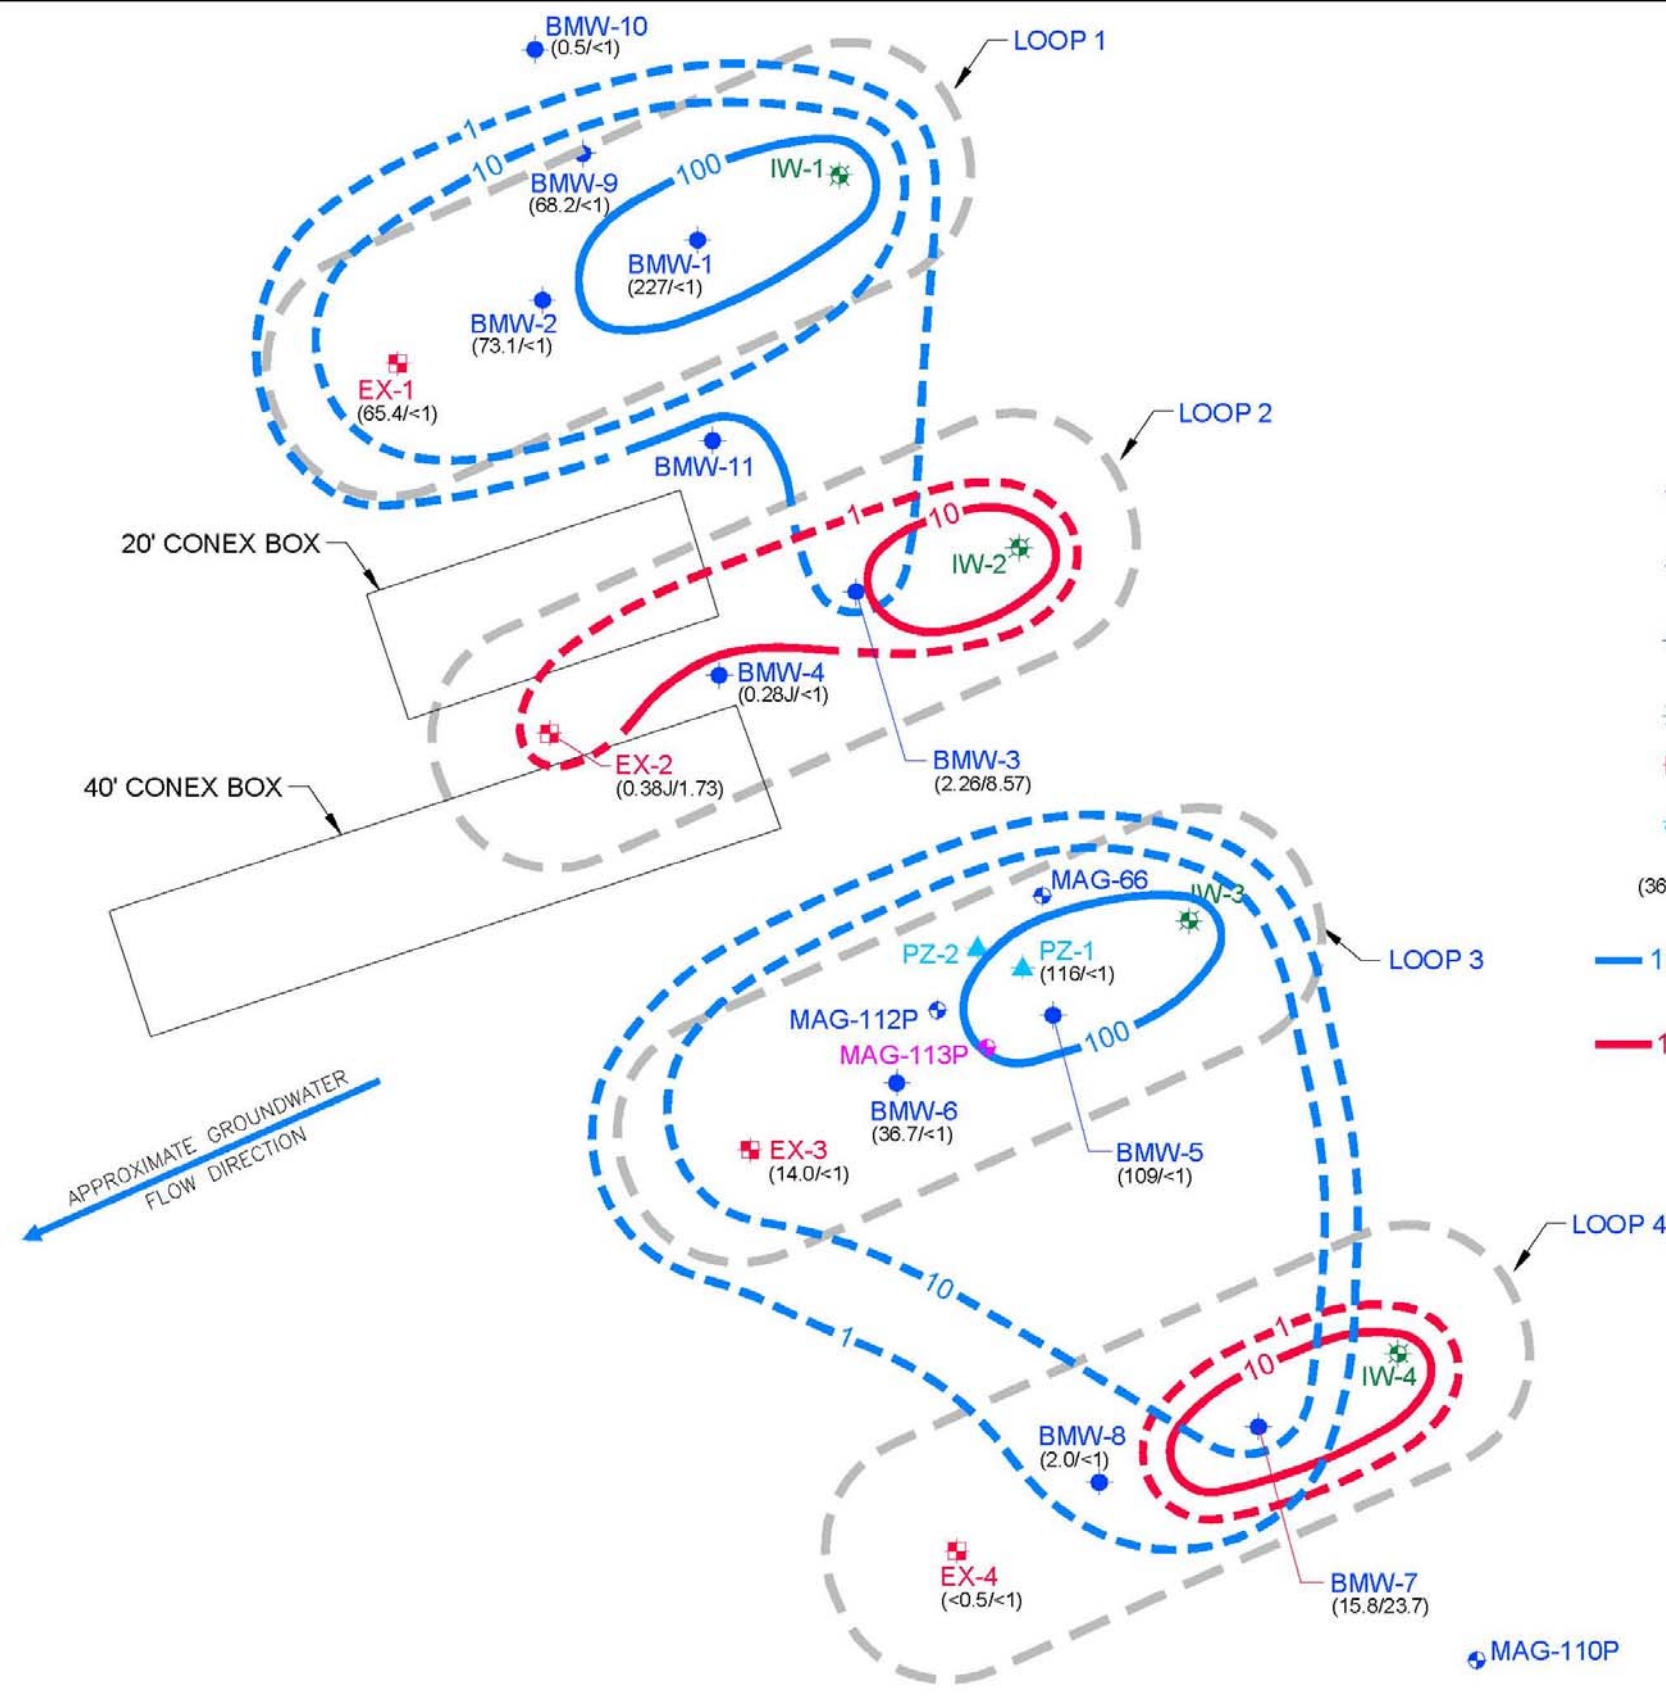 BMW-10
(0.5/<1)
LOOP 1
1
10
100
IW-1
BMW-9
(68.2/<1)
BMW-1
(227/<1)
BMW-2
(73.1/<1)
EX-1
(65.4/<1)
LOOP 2
BMW-11
1
10
20' CONEX BOX
IW-2
BMW-4
(0.28J/<1)
EX-2
(0.38J/1.73)
BMW-3
(2.26/8.57)
40' CONEX BOX
MAG-66
IW-3
(36
PZ-2
PZ-1
(116/<1)
LOOP 3
1
MAG-112P
100
1
MAG-113P
BMW-6
(36.7/<1)
EX-3
(14.0/<1)
BMW-5
(109/<1)
APPROXIMATE GROUNDWATER
FLOW DIRECTION
LOOP 4
10
1
1
10
IW-4
BMW-8
(2.0/<1)
EX-4
(<0.5/<1)
BMW-7
(15.8/23.7)
MAG-110P